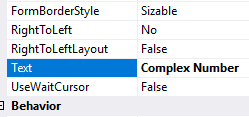 FormBorderStyle Sizable
RightToLeft No
RightToLeftLayout False
Text Complex Number
UseWaitCursor False
Behavior